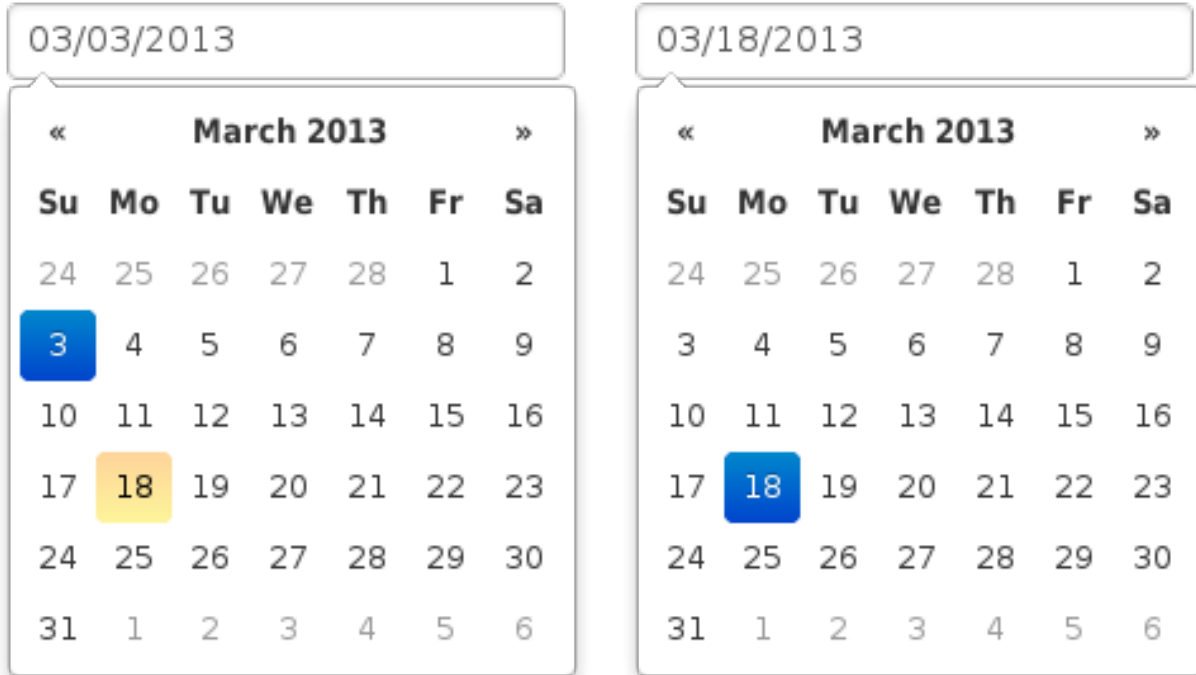 03/03/2013
« March 2013 »
Su Mo Tu We Th Fr Sa
24 25 26 27 28 1 2
3 4 5 6 7 8 9
10 11 12 13 14 15 16
17 18 19 20 21 22 23
24 25 26 27 28 29 30
31 1 2 3 4 5 6
03/18/2013
« March 2013 »
Su Mo Tu We Th Fr Sa
24 25 26 27 28 1 2
3 4 5 6 7 8 9
10 11 12 13 14 15 16
17 18 19 20 21 22 23
24 25 26 27 28 29 30
31 1 2 3 4 5 6